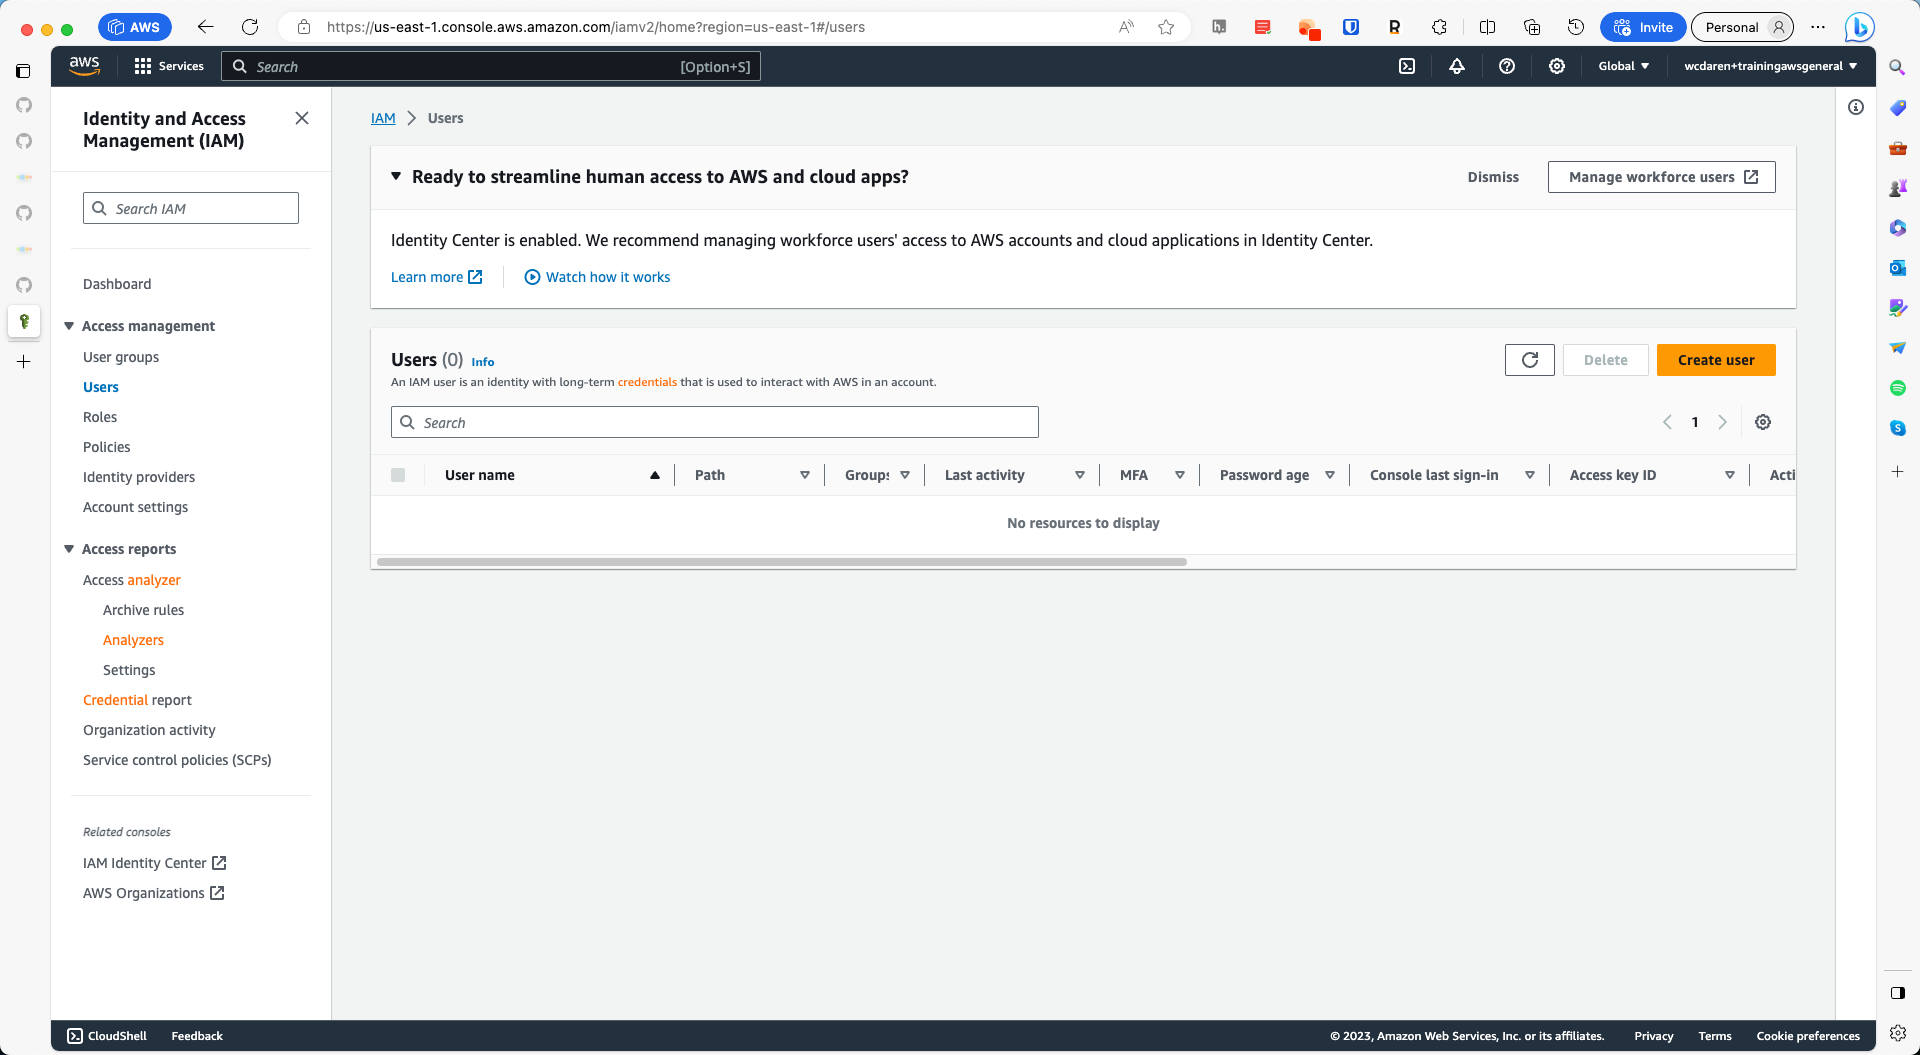 AWS
https://us-east-1.console.aws.amazon.com/iamv2/home?region=us-east-1#/users
Invite
Personal
aws
Services
Search
[Option+S]
Global
wcdaren+trainingawsgeneral
Identity and Access
Management (IAM)
Search IAM
Dashboard
Access management
User groups
Users
Roles
Policies
Identity providers
Account settings
Access reports
Access analyzer
Archive rules
Analyzers
Settings
Credential report
Organization activity
Service control policies (SCPs)
Related consoles
IAM Identity Center
AWS Organizations
IAM > Users
Ready to streamline human access to AWS and cloud apps?
Dismiss
Manage workforce users
Identity Center is enabled. We recommend managing workforce users' access to AWS accounts and cloud applications in Identity Center.
Learn more
Watch how it works
Users (0) Info
An IAM user is an identity with long-term credentials that is used to interact with AWS in an account.
Delete
Create user
Search
1
User name
Path
Groups
Last activity
MFA
Password age
Console last sign-in
Access key ID
Acti
No resources to display
CloudShell
Feedback
© 2023, Amazon Web Services, Inc. or its affiliates.
Privacy
Terms
Cookie preferences